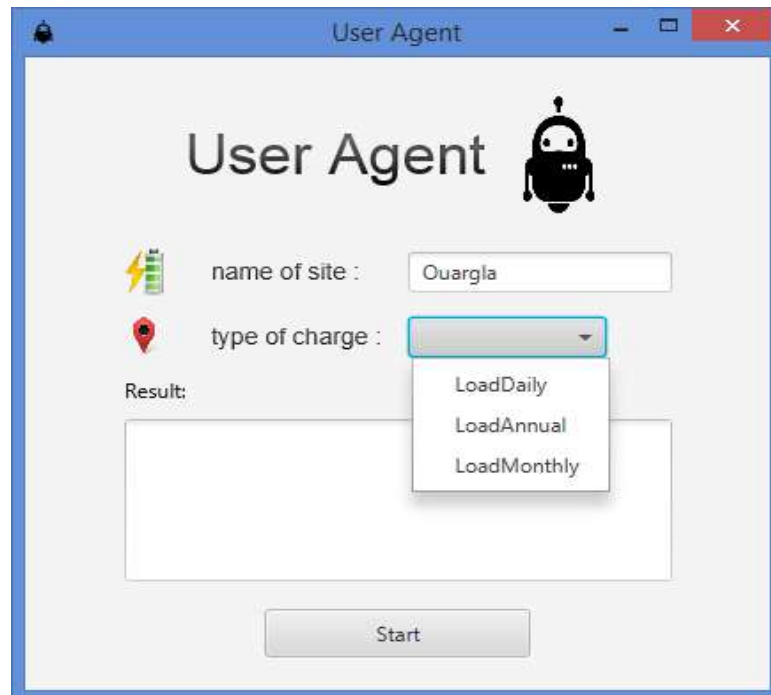 User Agent
User Agent
name of site :
Ouargla
type of charge :
LoadDaily
LoadAnnual
LoadMonthly
Result:
Start